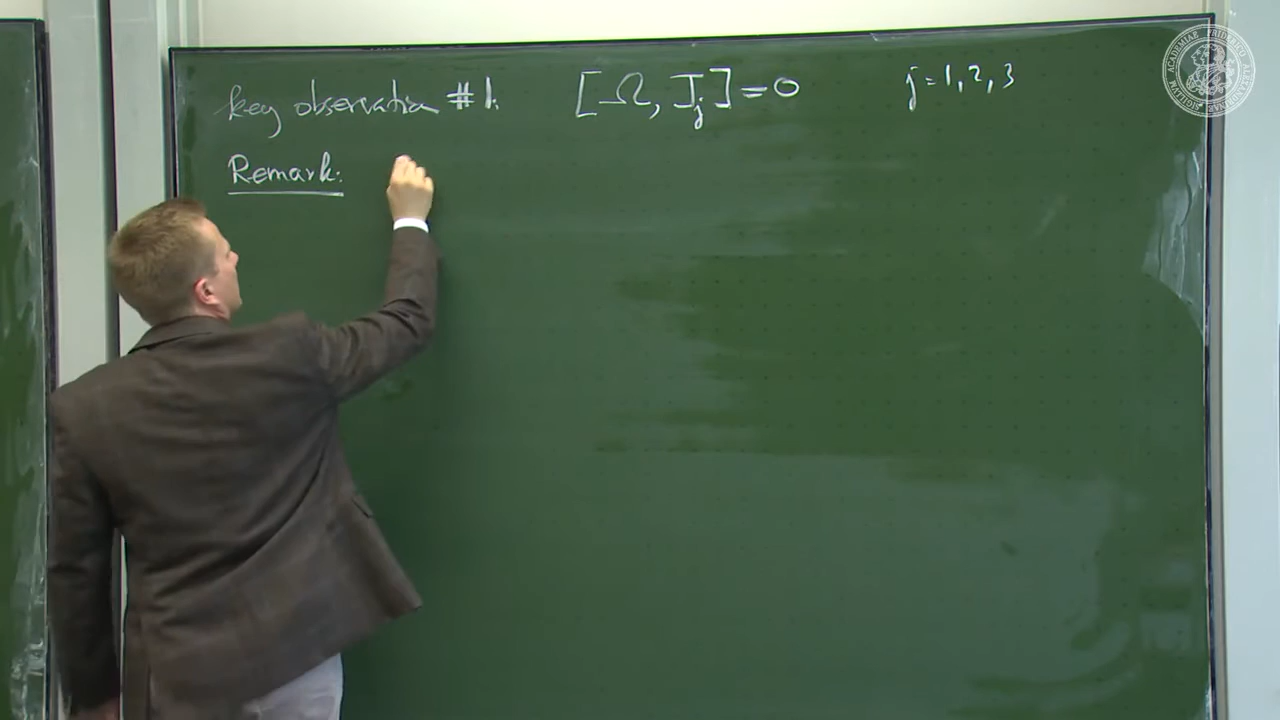 key observation #1. [Ω, J_j] = 0 j = 1, 2, 3
Remark: